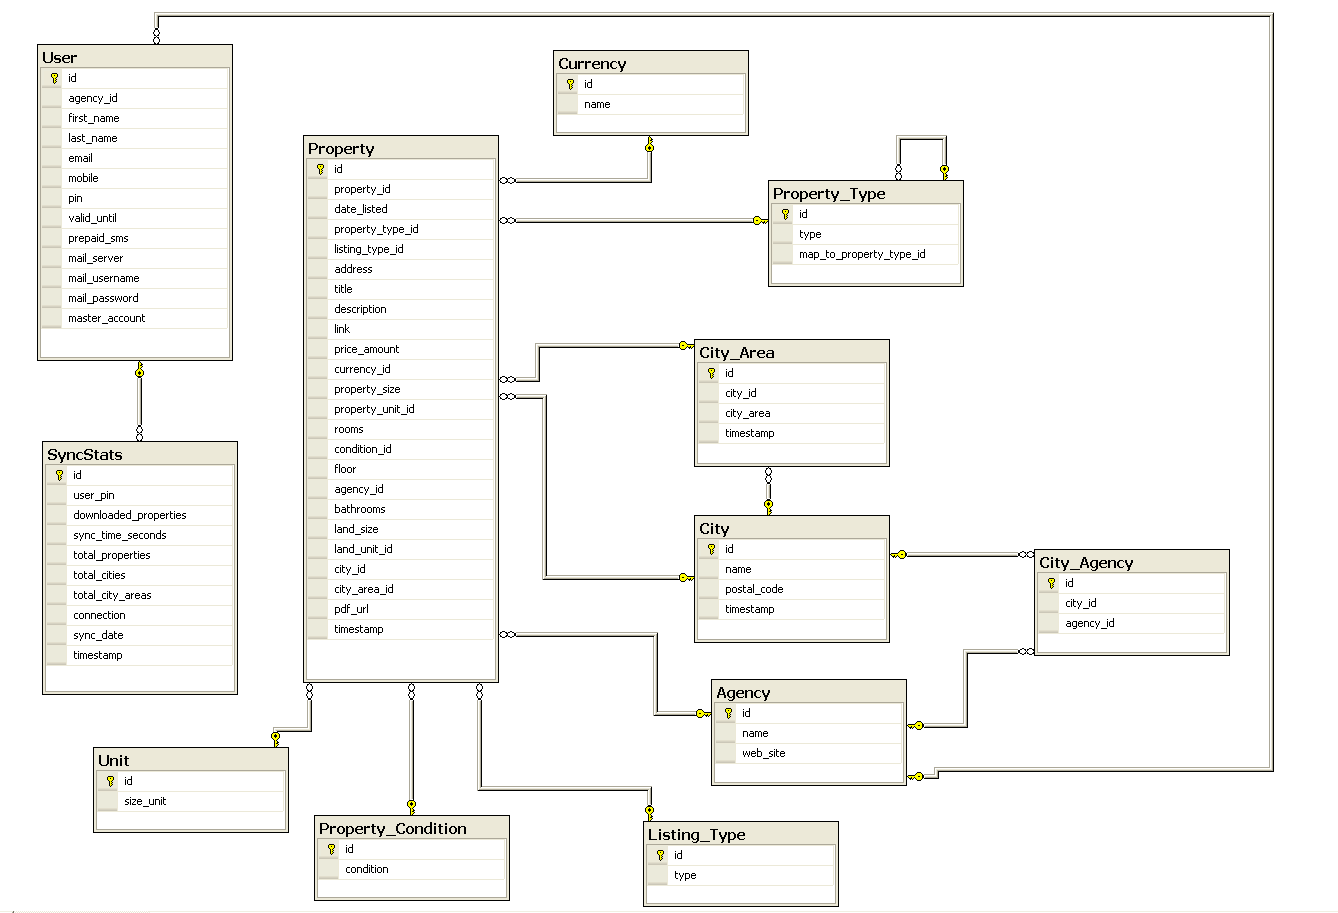 User
id
agency_id
first_name
last_name
email
mobile
pin
valid_until
prepaid_sms
mail_server
mail_username
mail_password
master_account
SyncStats
id
user_pin
downloaded_properties
sync_time_seconds
total_properties
total_cities
total_city_areas
connection
sync_date
timestamp
Property
id
property_id
date_listed
property_type_id
listing_type_id
address
title
description
link
price_amount
currency_id
property_size
property_unit_id
rooms
condition_id
floor
agency_id
bathrooms
land_size
land_unit_id
city_id
city_area_id
pdf_url
timestamp
Currency
id
name
Property_Type
id
type
map_to_property_type_id
City_Area
id
city_id
city_area
timestamp
City
id
name
postal_code
timestamp
City_Agency
id
city_id
agency_id
Agency
id
name
web_site
Unit
id
size_unit
Property_Condition
id
condition
Listing_Type
id
type